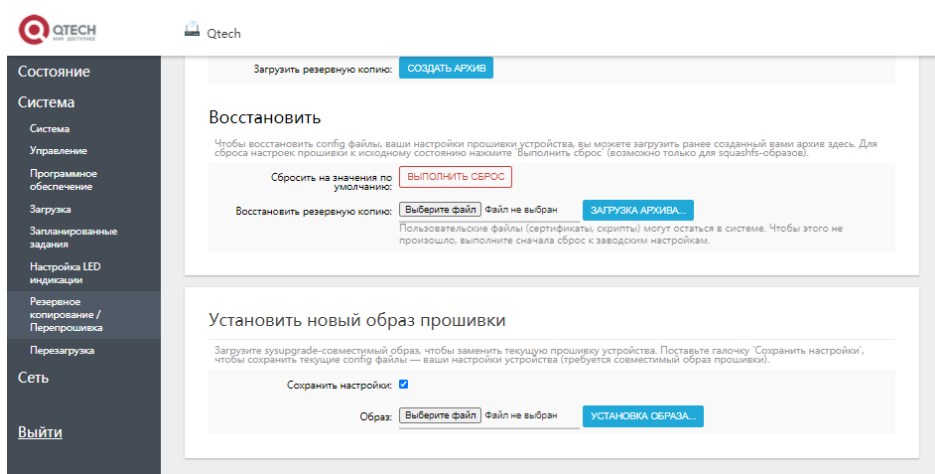 QTECH
МИР ДОСТУПНЕЕ
Qtech
Состояние
Система
Система
Управление
Программное
обеспечение
Загрузка
Запланированные
задания
Настройка LED
индикации
Резервное
копирование /
Перепрошивка
Перезагрузка
Сеть
Выйти
Загрузить резервную копию: СОЗДАТЬ АРХИВ
Восстановить
Чтобы восстановить config файлы, ваши настройки прошивки устройства, вы можете загрузить ранее созданный вами архив здесь. Для
сброса настроек прошивки к исходному состоянию нажмите 'Выполнить сброс' (возможно только для squashfs-образов).
Сбросить на значения по
умолчанию:
ВЫПОЛНИТЬ СБРОС
Восстановить резервную копию: Выберите файл Файл не выбран ЗАГРУЗКА АРХИВА...
Пользовательские файлы (сертификаты, скрипты) могут остаться в системе. Чтобы этого не
произошло, выполните сначала сброс к заводским настройкам.
Установить новый образ прошивки
Загрузите sysupgrade-совместимый образ, чтобы заменить текущую прошивку устройства. Поставьте галочку 'Сохранить настройки',
чтобы сохранить текущие config файлы — ваши настройки устройства (требуется совместимый образ прошивки).
Сохранить настройки:
Образ: Выберите файл Файл не выбран УСТАНОВКА ОБРАЗА...